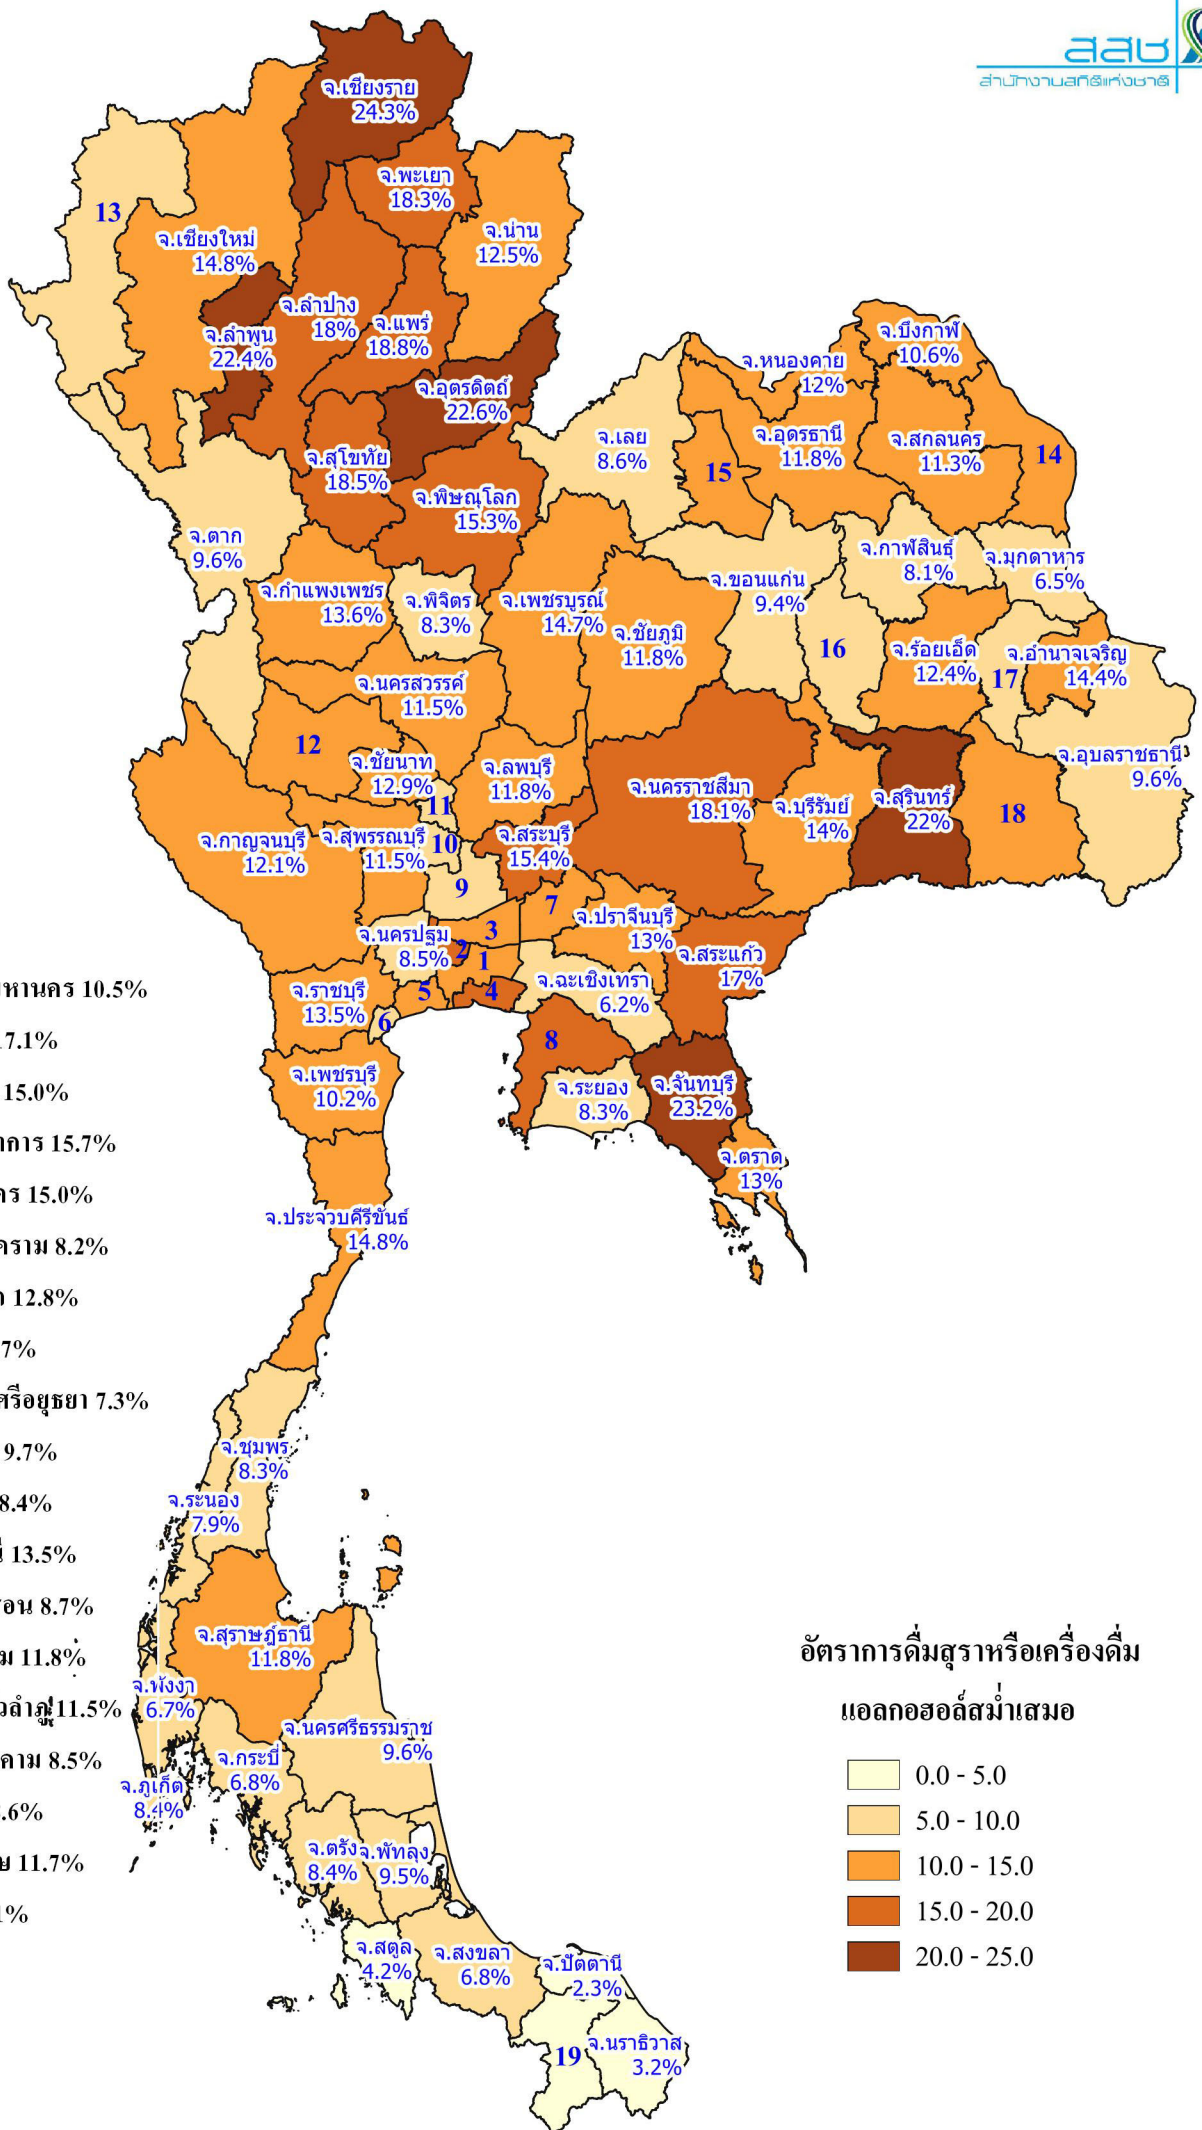 สสช
สำนักงานสถิติแห่งชาติ
จ.เชียงราย
24.3%
จ.พะเยา
18.3%
13
จ.เชียงใหม่
14.8%
จ.น่าน
12.5%
จ.ลำปาง
18%
จ.แพร่
18.8%
จ.ลำพูน
22.4%
จ.อุตรดิตถ์
22.6%
จ.บึงกาฬ
10.6%
จ.หนองคาย
12%
จ.เลย
8.6%
จ.อุดรธานี
11.8%
จ.สกลนคร
11.3%
14
15
จ.สุโขทัย
18.5%
จ.พิษณุโลก
15.3%
จ.ตาก
9.6%
จ.กาฬสินธุ์
8.1%
จ.มุกดาหาร
6.5%
จ.ขอนแก่น
9.4%
จ.กำแพงเพชร
13.6%
จ.พิจิตร
8.3%
จ.เพชรบูรณ์
14.7%
จ.ชัยภูมิ
11.8%
16
จ.ร้อยเอ็ด
12.4%
17
จ.อำนาจเจริญ
14.4%
จ.นครสวรรค์
11.5%
12
จ.ชัยนาท
12.9%
จ.ลพบุรี
11.8%
จ.อุบลราชธานี
9.6%
จ.นครราชสีมา
18.1%
จ.บุรีรัมย์
14%
จ.สุรินทร์
22%
18
11
จ.กาญจนบุรี
12.1%
จ.สุพรรณบุรี
11.5%
10
จ.สระบุรี
15.4%
9
7
จ.ปราจีนบุรี
13%
จ.นครปฐม
8.5%
3
2
1
จ.สระแก้ว
17%
จ.ฉะเชิงเทรา
6.2%
จ.ราชบุรี
13.5%
5
4
6
8
จ.เพชรบุรี
10.2%
จ.ระยอง
8.3%
จ.จันทบุรี
23.2%
จ.ตราด
13%
จ.ประจวบคีรีขันธ์
14.8%
หานคร 10.5%
17.1%
15.0%
าการ 15.7%
คร 15.0%
คราม 8.2%
12.8%
7%
ศรีอยุธยา 7.3%
9.7%
8.4%
13.5%
สอน 8.7%
ม 11.8%
วลำภู 11.5%
คาม 8.5%
.6%
ษ 11.7%
1%
จ.ชุมพร
8.3%
จ.ระนอง
7.9%
จ.สุราษฎ์ธานี
11.8%
จ.พังงา
6.7%
จ.นครศรีธรรมราช
9.6%
จ.กระบี่
6.8%
จ.ภูเก็ต
8.4%
จ.ตรัง
8.4%
จ.พัทลุง
9.5%
จ.สตูล
4.2%
จ.สงขลา
6.8%
จ.ปัตตานี
2.3%
19
จ.นราธิวาส
3.2%
อัตราการดื่มสุราหรือเครื่องดื่ม
แอลกอฮอล์สม่ำเสมอ
0.0 - 5.0
5.0 - 10.0
10.0 - 15.0
15.0 - 20.0
20.0 - 25.0